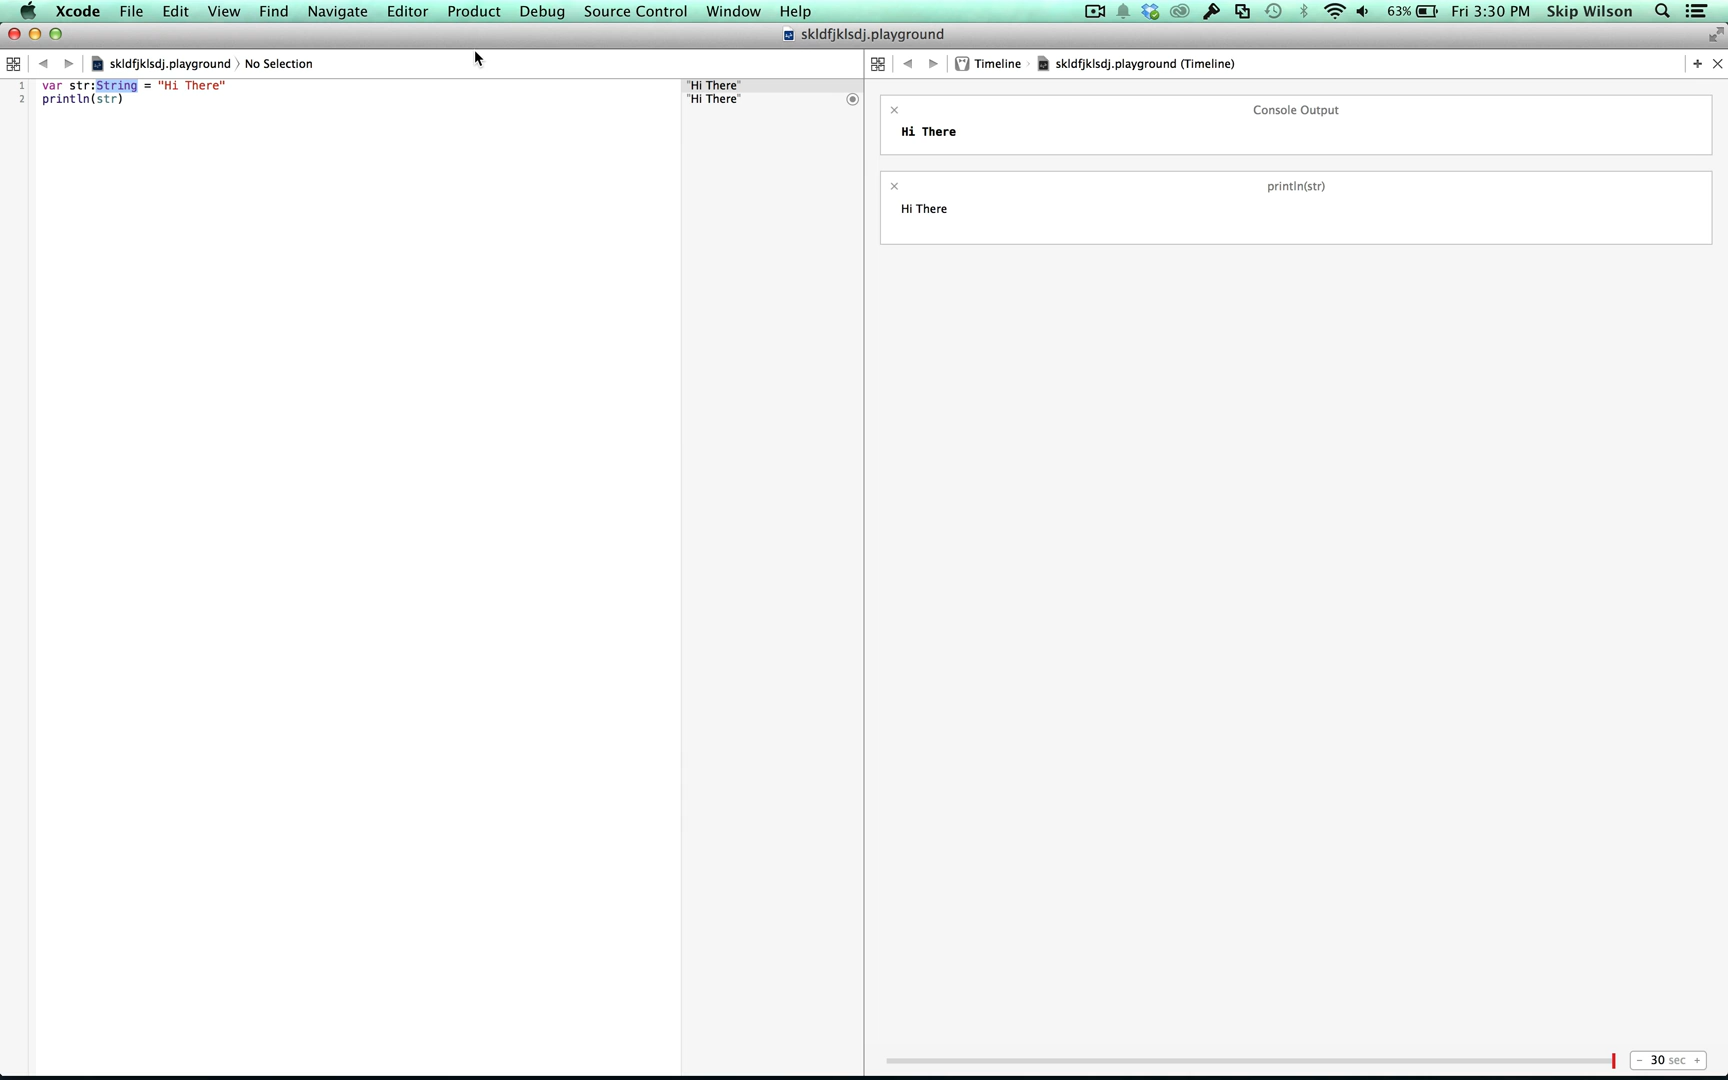 Xcode File Edit View Find Navigate Editor Product Debug Source Control Window Help 63% Fri 3:30 PM Skip Wilson
skldfjklsdj.playground
skldfjklsdj.playground 〉 No Selection
1 var str:String = "Hi There"
2 println(str)
"Hi There"
"Hi There"
Timeline 〉 skldfjklsdj.playground (Timeline) + ×
× Console Output
Hi There
× println(str)
Hi There
− 30 sec +